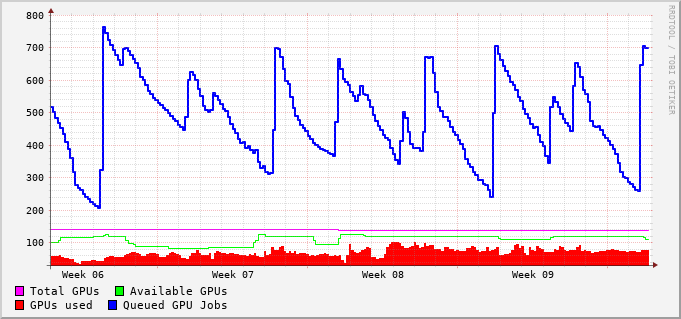 800
700
600
500
400
300
200
100
Week 06 Week 07 Week 08 Week 09
Total GPUs Available GPUs
GPUs used Queued GPU Jobs
RRDTOOL / TOBI OETIKER